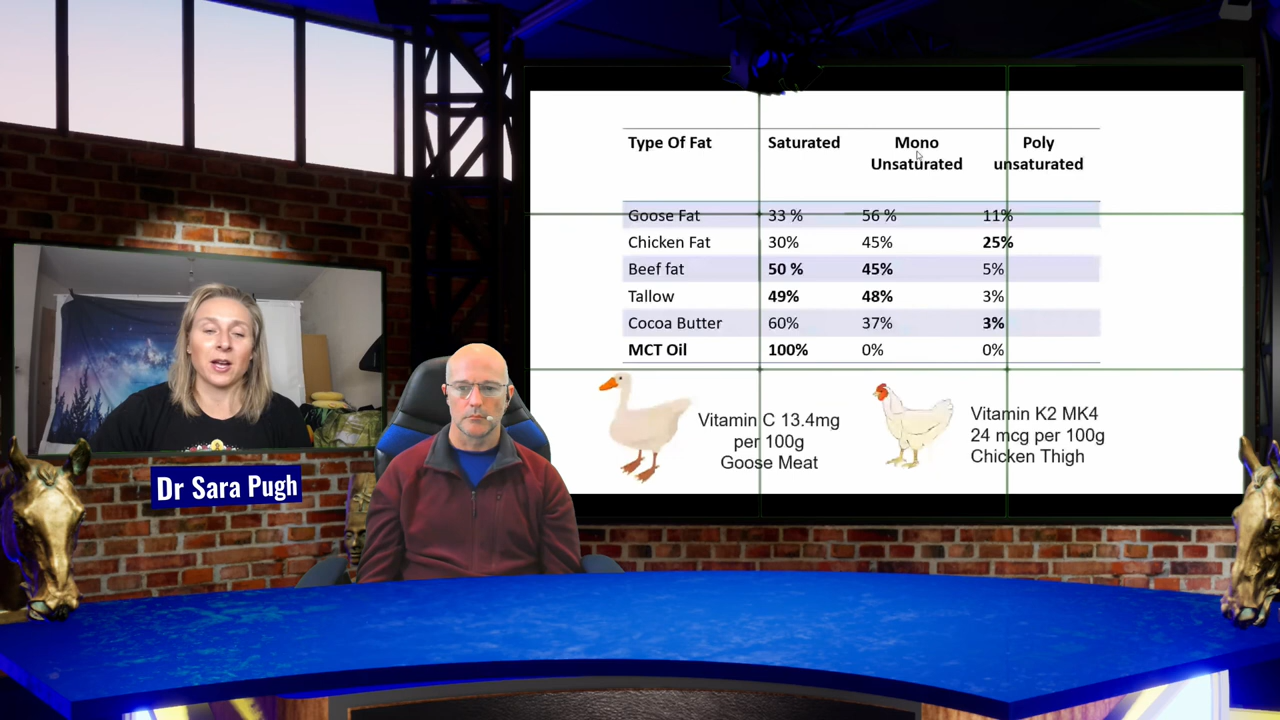 Type Of Fat Saturated Mono Unsaturated Poly unsaturated
Goose Fat 33 % 56 % 11%
Chicken Fat 30% 45% 25%
Beef fat 50 % 45% 5%
Tallow 49% 48% 3%
Cocoa Butter 60% 37% 3%
MCT Oil 100% 0% 0%
Vitamin C 13.4mg
per 100g
Goose Meat
Vitamin K2 MK4
24 mcg per 100g
Chicken Thigh
Dr Sara Pugh